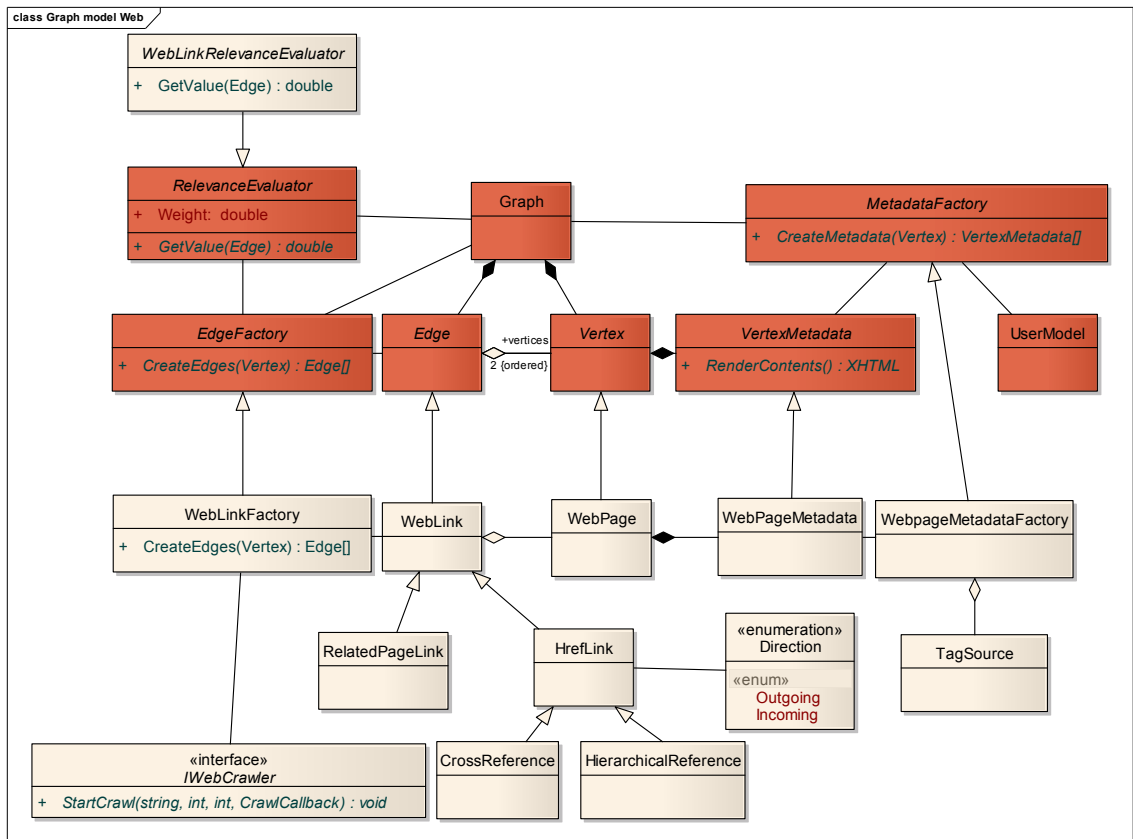 class Graph model Web
WebLinkRelevanceEvaluator
+ GetValue(Edge) : double
RelevanceEvaluator
+ Weight: double
+ GetValue(Edge) : double
Graph
MetadataFactory
+ CreateMetadata(Vertex) : VertexMetadata[]
EdgeFactory
+ CreateEdges(Vertex) : Edge[]
Edge
+vertices
2 {ordered}
Vertex
VertexMetadata
+ RenderContents() : XHTML
UserModel
WebLinkFactory
+ CreateEdges(Vertex) : Edge[]
WebLink
WebPage
WebPageMetadata
WebpageMetadataFactory
RelatedPageLink
HrefLink
«enumeration»
Direction
«enum»
Outgoing
Incoming
TagSource
«interface»
IWebCrawler
+ StartCrawl(string, int, int, CrawlCallback) : void
CrossReference
HierarchicalReference